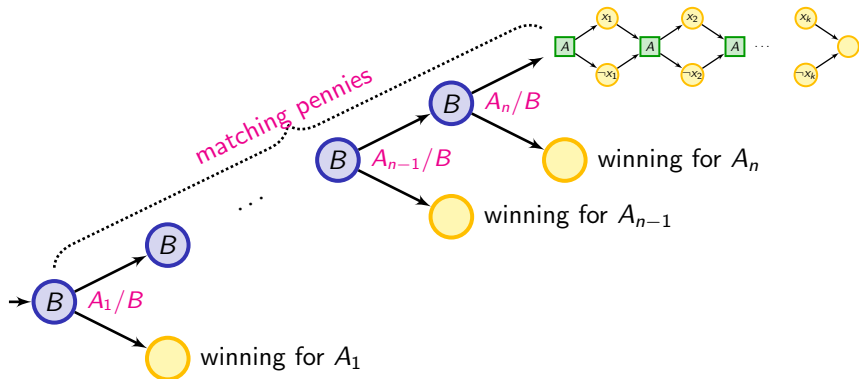 x₁ x₂ xₖ
A A A ...
¬x₁ ¬x₂ ¬xₖ
matching pennies
B Aₙ/B
B Aₙ₋₁/B
winning for Aₙ
...
winning for Aₙ₋₁
B
B A₁/B
winning for A₁